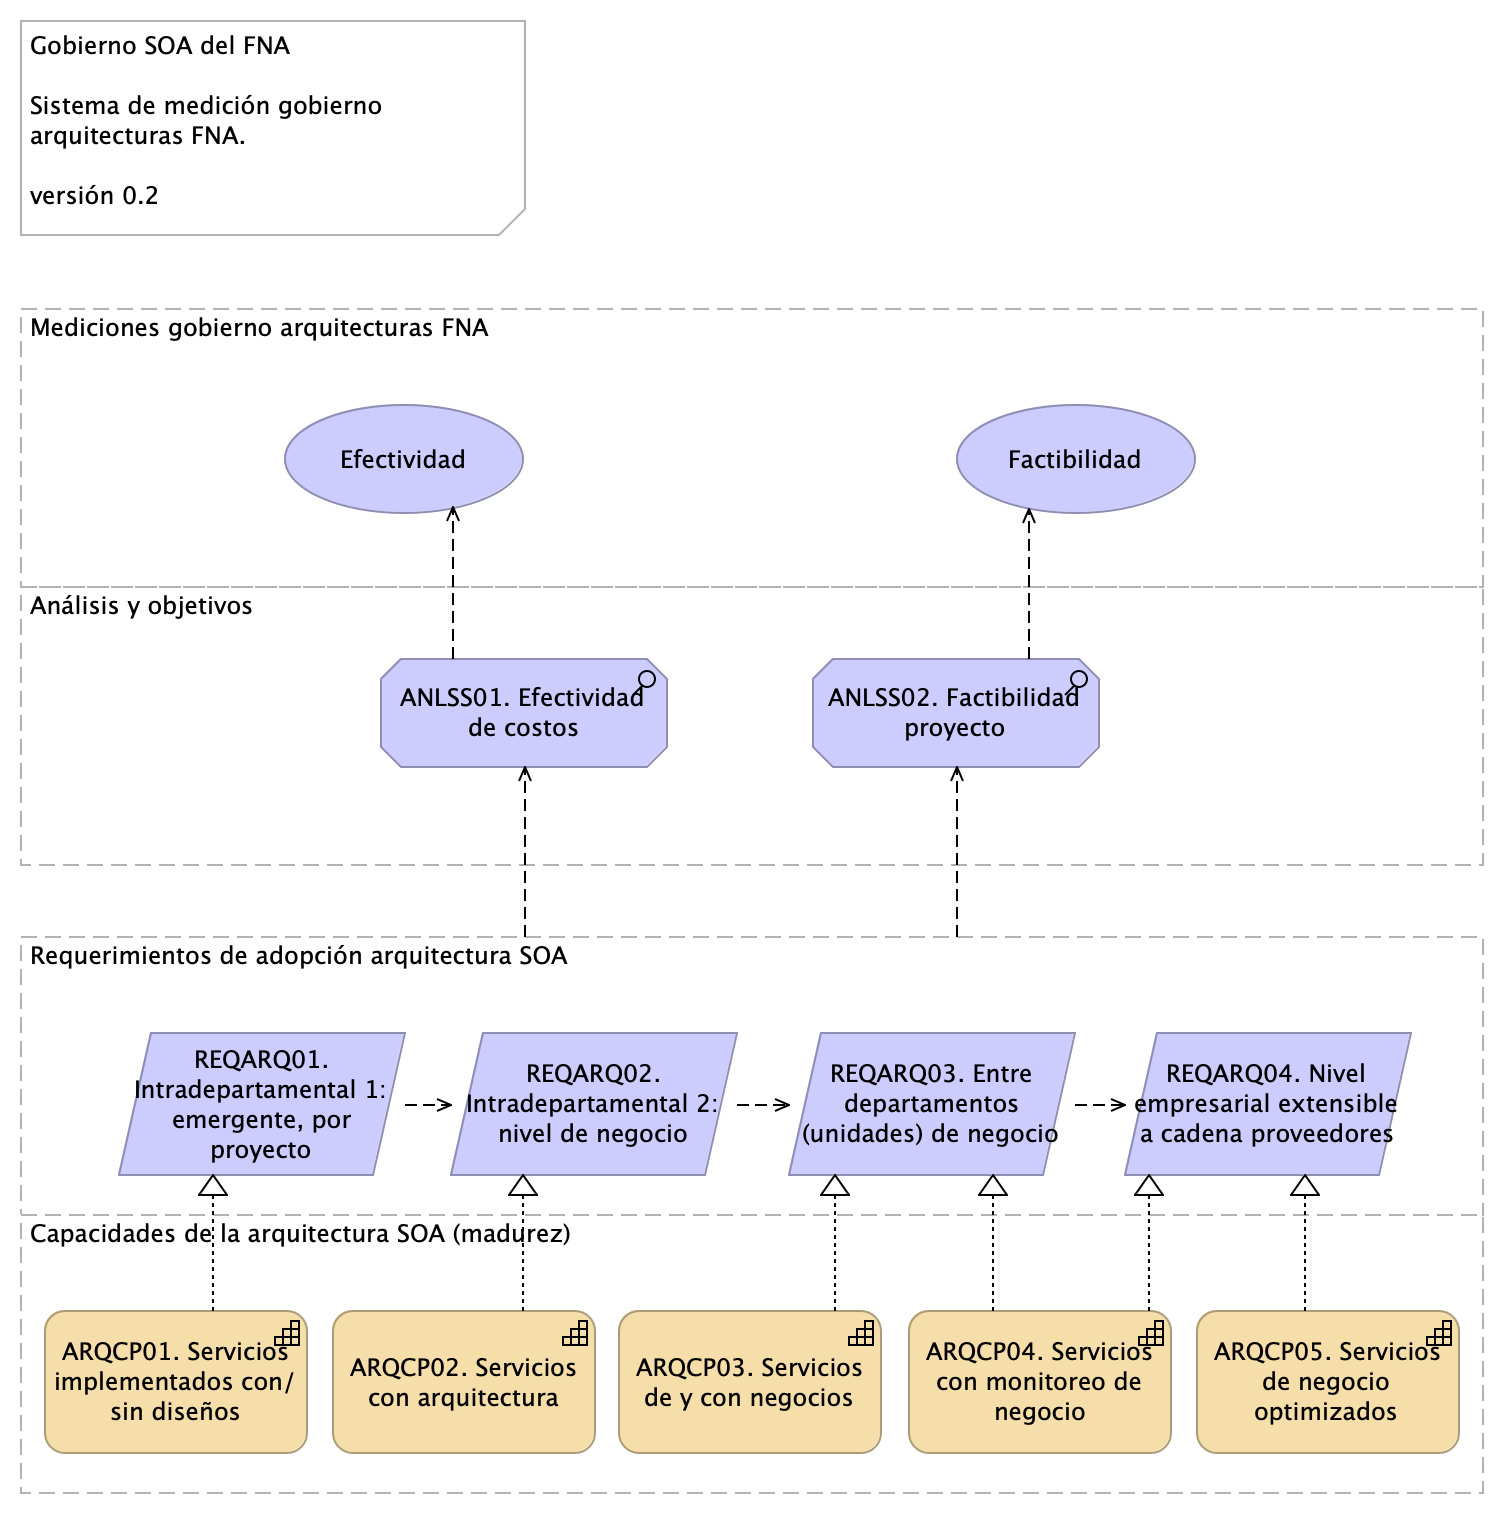 Gobierno SOA del FNA
Sistema de medición gobierno
arquitecturas FNA.
versión 0.2
Mediciones gobierno arquitecturas FNA
Efectividad
Factibilidad
Análisis y objetivos
ANLSS01. Efectividad
de costos
ANLSS02. Factibilidad
proyecto
Requerimientos de adopción arquitectura SOA
REQARQ01.
Intradepartamental 1:
emergente, por
proyecto
REQARQ02.
Intradepartamental 2:
nivel de negocio
REQARQ03. Entre
departamentos
(unidades) de negocio
REQARQ04. Nivel
empresarial extensible
a cadena proveedores
Capacidades de la arquitectura SOA (madurez)
ARQCP01. Servicios
implementados con/
sin diseños
ARQCP02. Servicios
con arquitectura
ARQCP03. Servicios
de y con negocios
ARQCP04. Servicios
con monitoreo de
negocio
ARQCP05. Servicios
de negocio
optimizados